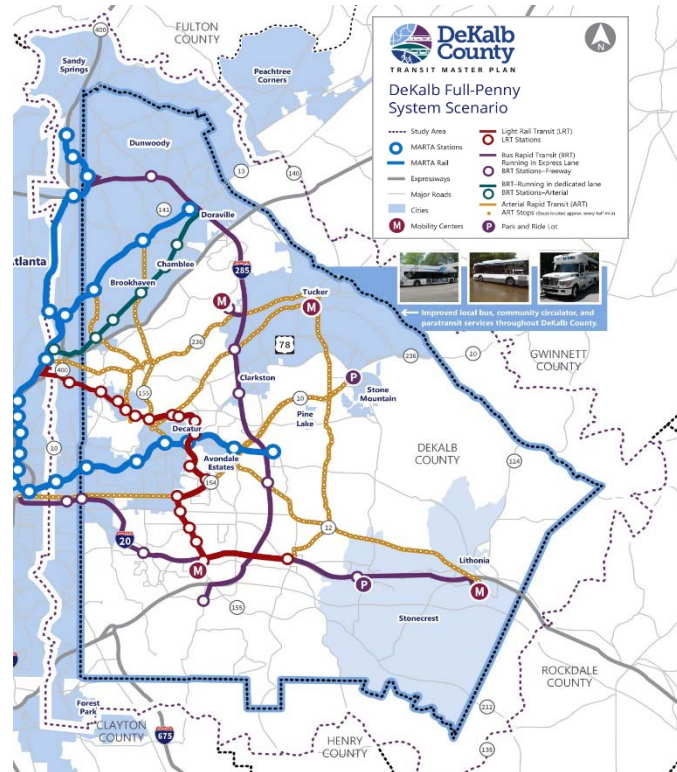 DeKalb
County
TRANSIT MASTER PLAN
N
DeKalb Full-Penny
System Scenario
Study Area
MARTA Stations
MARTA Rail
Expressways
Major Roads
Cities
M Mobility Centers
Light Rail Transit (LRT)
LRT Stations
Bus Rapid Transit (BRT)
Running in Express Lane
BRT Stations–Freeway
BRT–Running in dedicated lane
BRT Stations–Arterial
Arterial Rapid Transit (ART)
ART Stops
P Park and Ride Lot
FULTON
COUNTY
400
Sandy
Springs
Peachtree
Corners
Dunwoody
13
140
141
Doraville
Atlanta
Chamblee
285
Brookhaven
Improved local bus, community circulator, and
paratransit services throughout DeKalb County.
M
Tucker
M
236
78
236
10
GWINNETT
COUNTY
400
155
Clarkston
P
Stone
Mountain
10
Pine
Lake
Decatur
10
Avondale
Estates
DEKALB
COUNTY
124
154
12
20
Lithonia
M
P
M
155
Stonecrest
ROCKDALE
COUNTY
Forest
Park
212
CLAYTON
COUNTY
675
HENRY
COUNTY
138